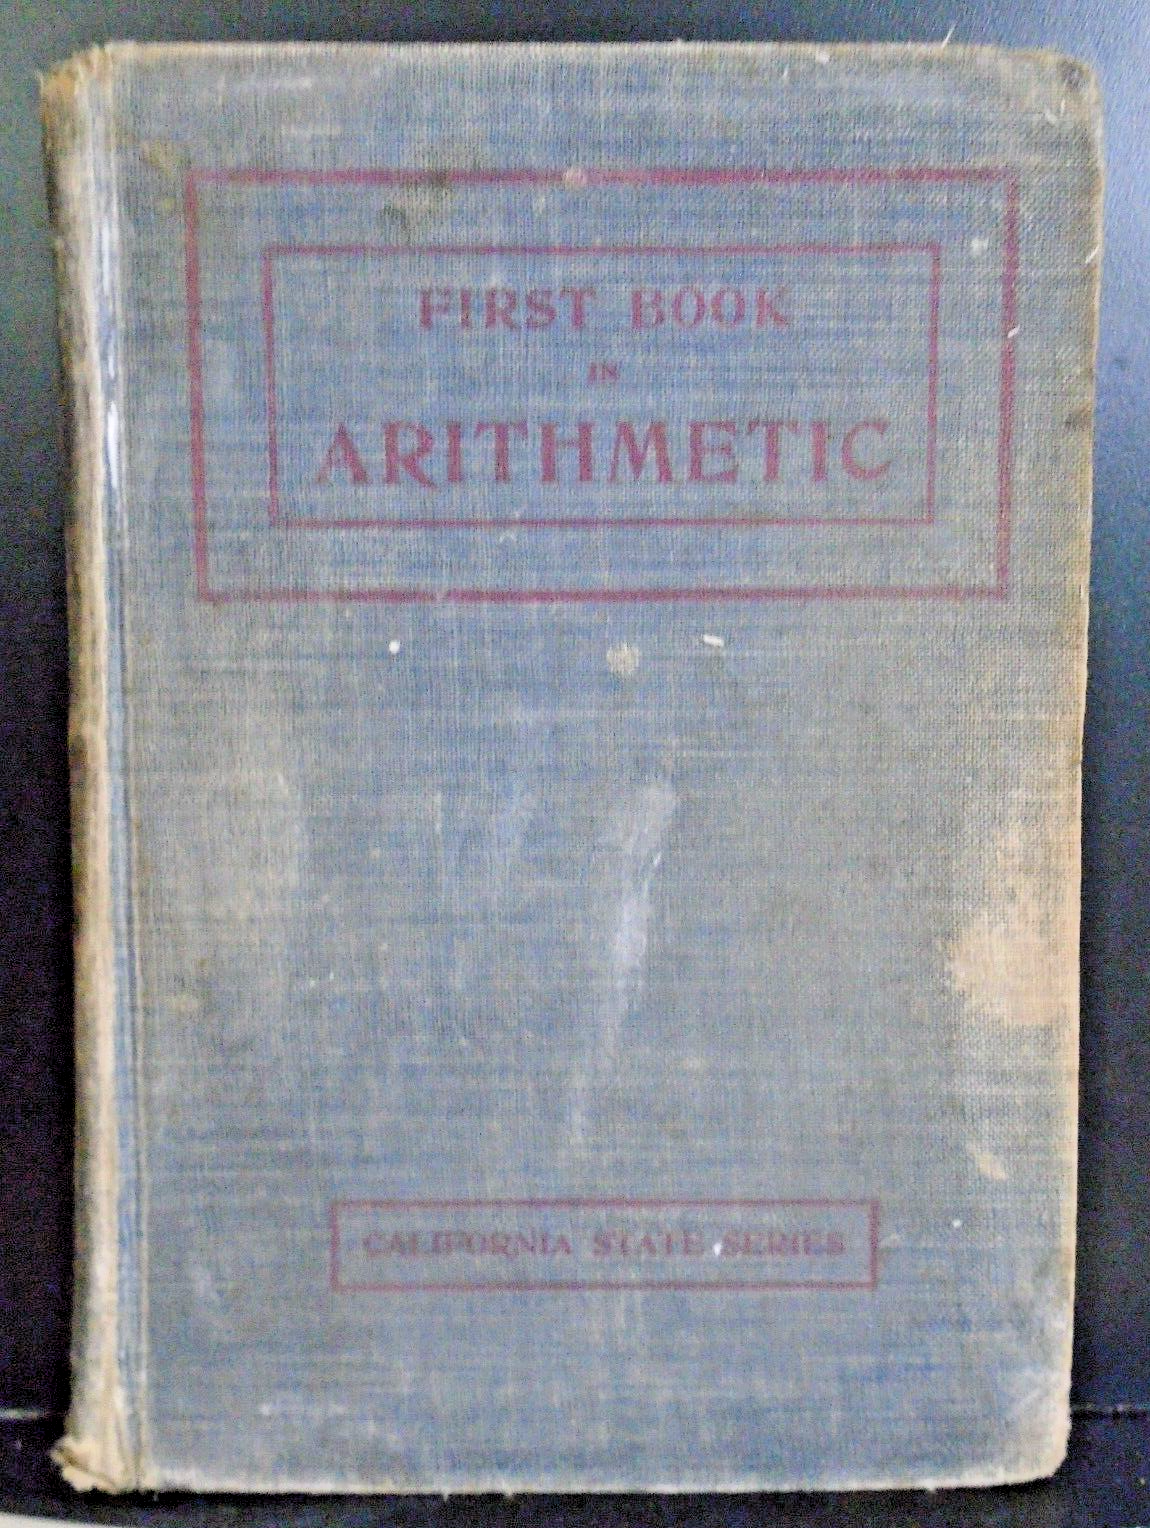 FIRST BOOK
IN
ARITHMETIC
CALIFORNIA STATE SERIES